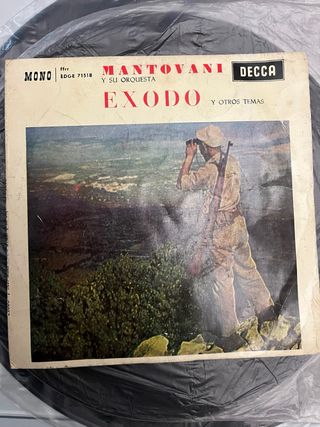 MONO
Ffrr
EDGE 71518
MANTOVANI
Y SU ORQUESTA
DECCA
EXODO Y OTROS TEMAS